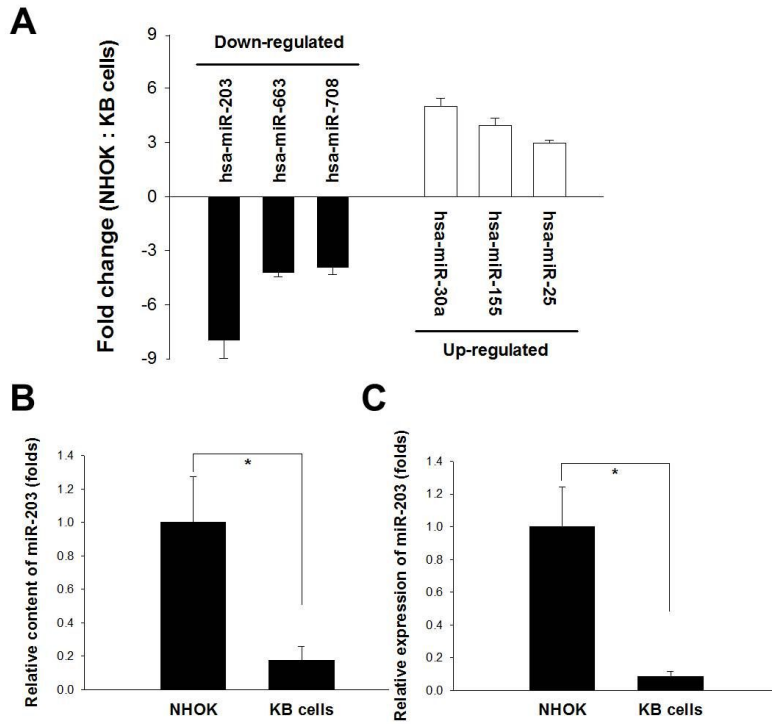 A
Fold change (NHOK : KB cells)
9
6
3
0
-3
-6
-9
Down-regulated
hsa-miR-203
hsa-miR-663
hsa-miR-708
hsa-miR-30a
hsa-miR-155
hsa-miR-25
Up-regulated
B
Relative content of miR-203 (folds)
1.4
1.2
1.0
0.8
0.6
0.4
0.2
0.0
*
NHOK
KB cells
C
Relative expression of miR-203 (folds)
1.4
1.2
1.0
0.8
0.6
0.4
0.2
0.0
*
NHOK
KB cells